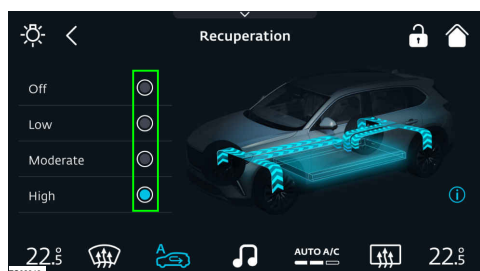 Recuperation
Off
Low
Moderate
High
i
22.5° A AUTO A/C 22.5°